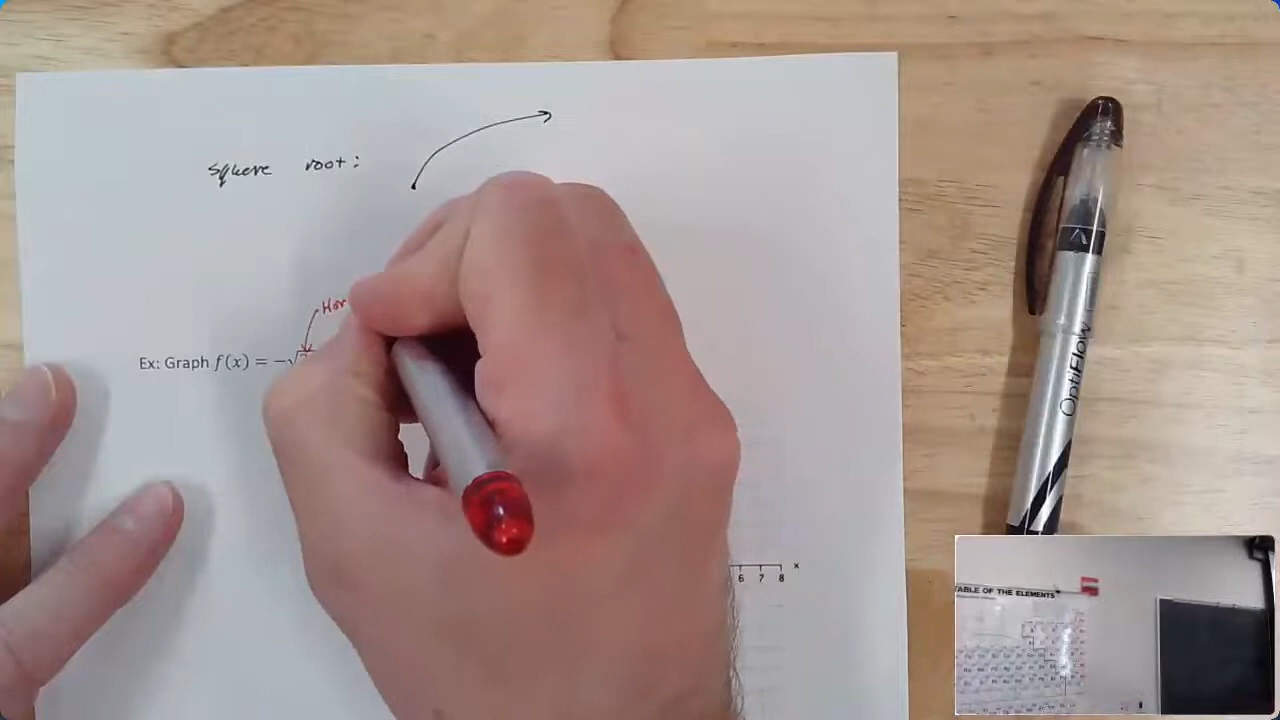 square root:
Hor
Ex: Graph f(x) = −√
6 7 8 x
OptiFlow
TABLE OF THE ELEMENTS